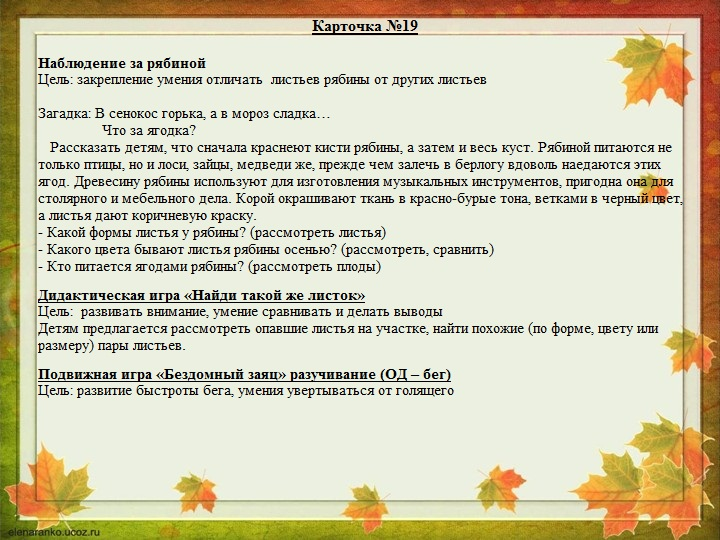 Карточка №19
Наблюдение за рябиной
Цель: закрепление умения отличать листьев рябины от других листьев
Загадка: В сенокос горька, а в мороз сладка…
Что за ягодка?
Рассказать детям, что сначала краснеют кисти рябины, а затем и весь куст. Рябиной питаются не
только птицы, но и лоси, зайцы, медведи же, прежде чем залечь в берлогу вдоволь наедаются этих
ягод. Древесину рябины используют для изготовления музыкальных инструментов, пригодна она для
столярного и мебельного дела. Корой окрашивают ткань в красно-бурые тона, ветками в черный цвет,
а листья дают коричневую краску.
- Какой формы листья у рябины? (рассмотреть листья)
- Какого цвета бывают листья рябины осенью? (рассмотреть, сравнить)
- Кто питается ягодами рябины? (рассмотреть плоды)
Дидактическая игра «Найди такой же листок»
Цель: развивать внимание, умение сравнивать и делать выводы
Детям предлагается рассмотреть опавшие листья на участке, найти похожие (по форме, цвету или
размеру) пары листьев.
Подвижная игра «Бездомный заяц» разучивание (ОД – бег)
Цель: развитие быстроты бега, умения увертываться от голящего
elenaranko.ucoz.ru